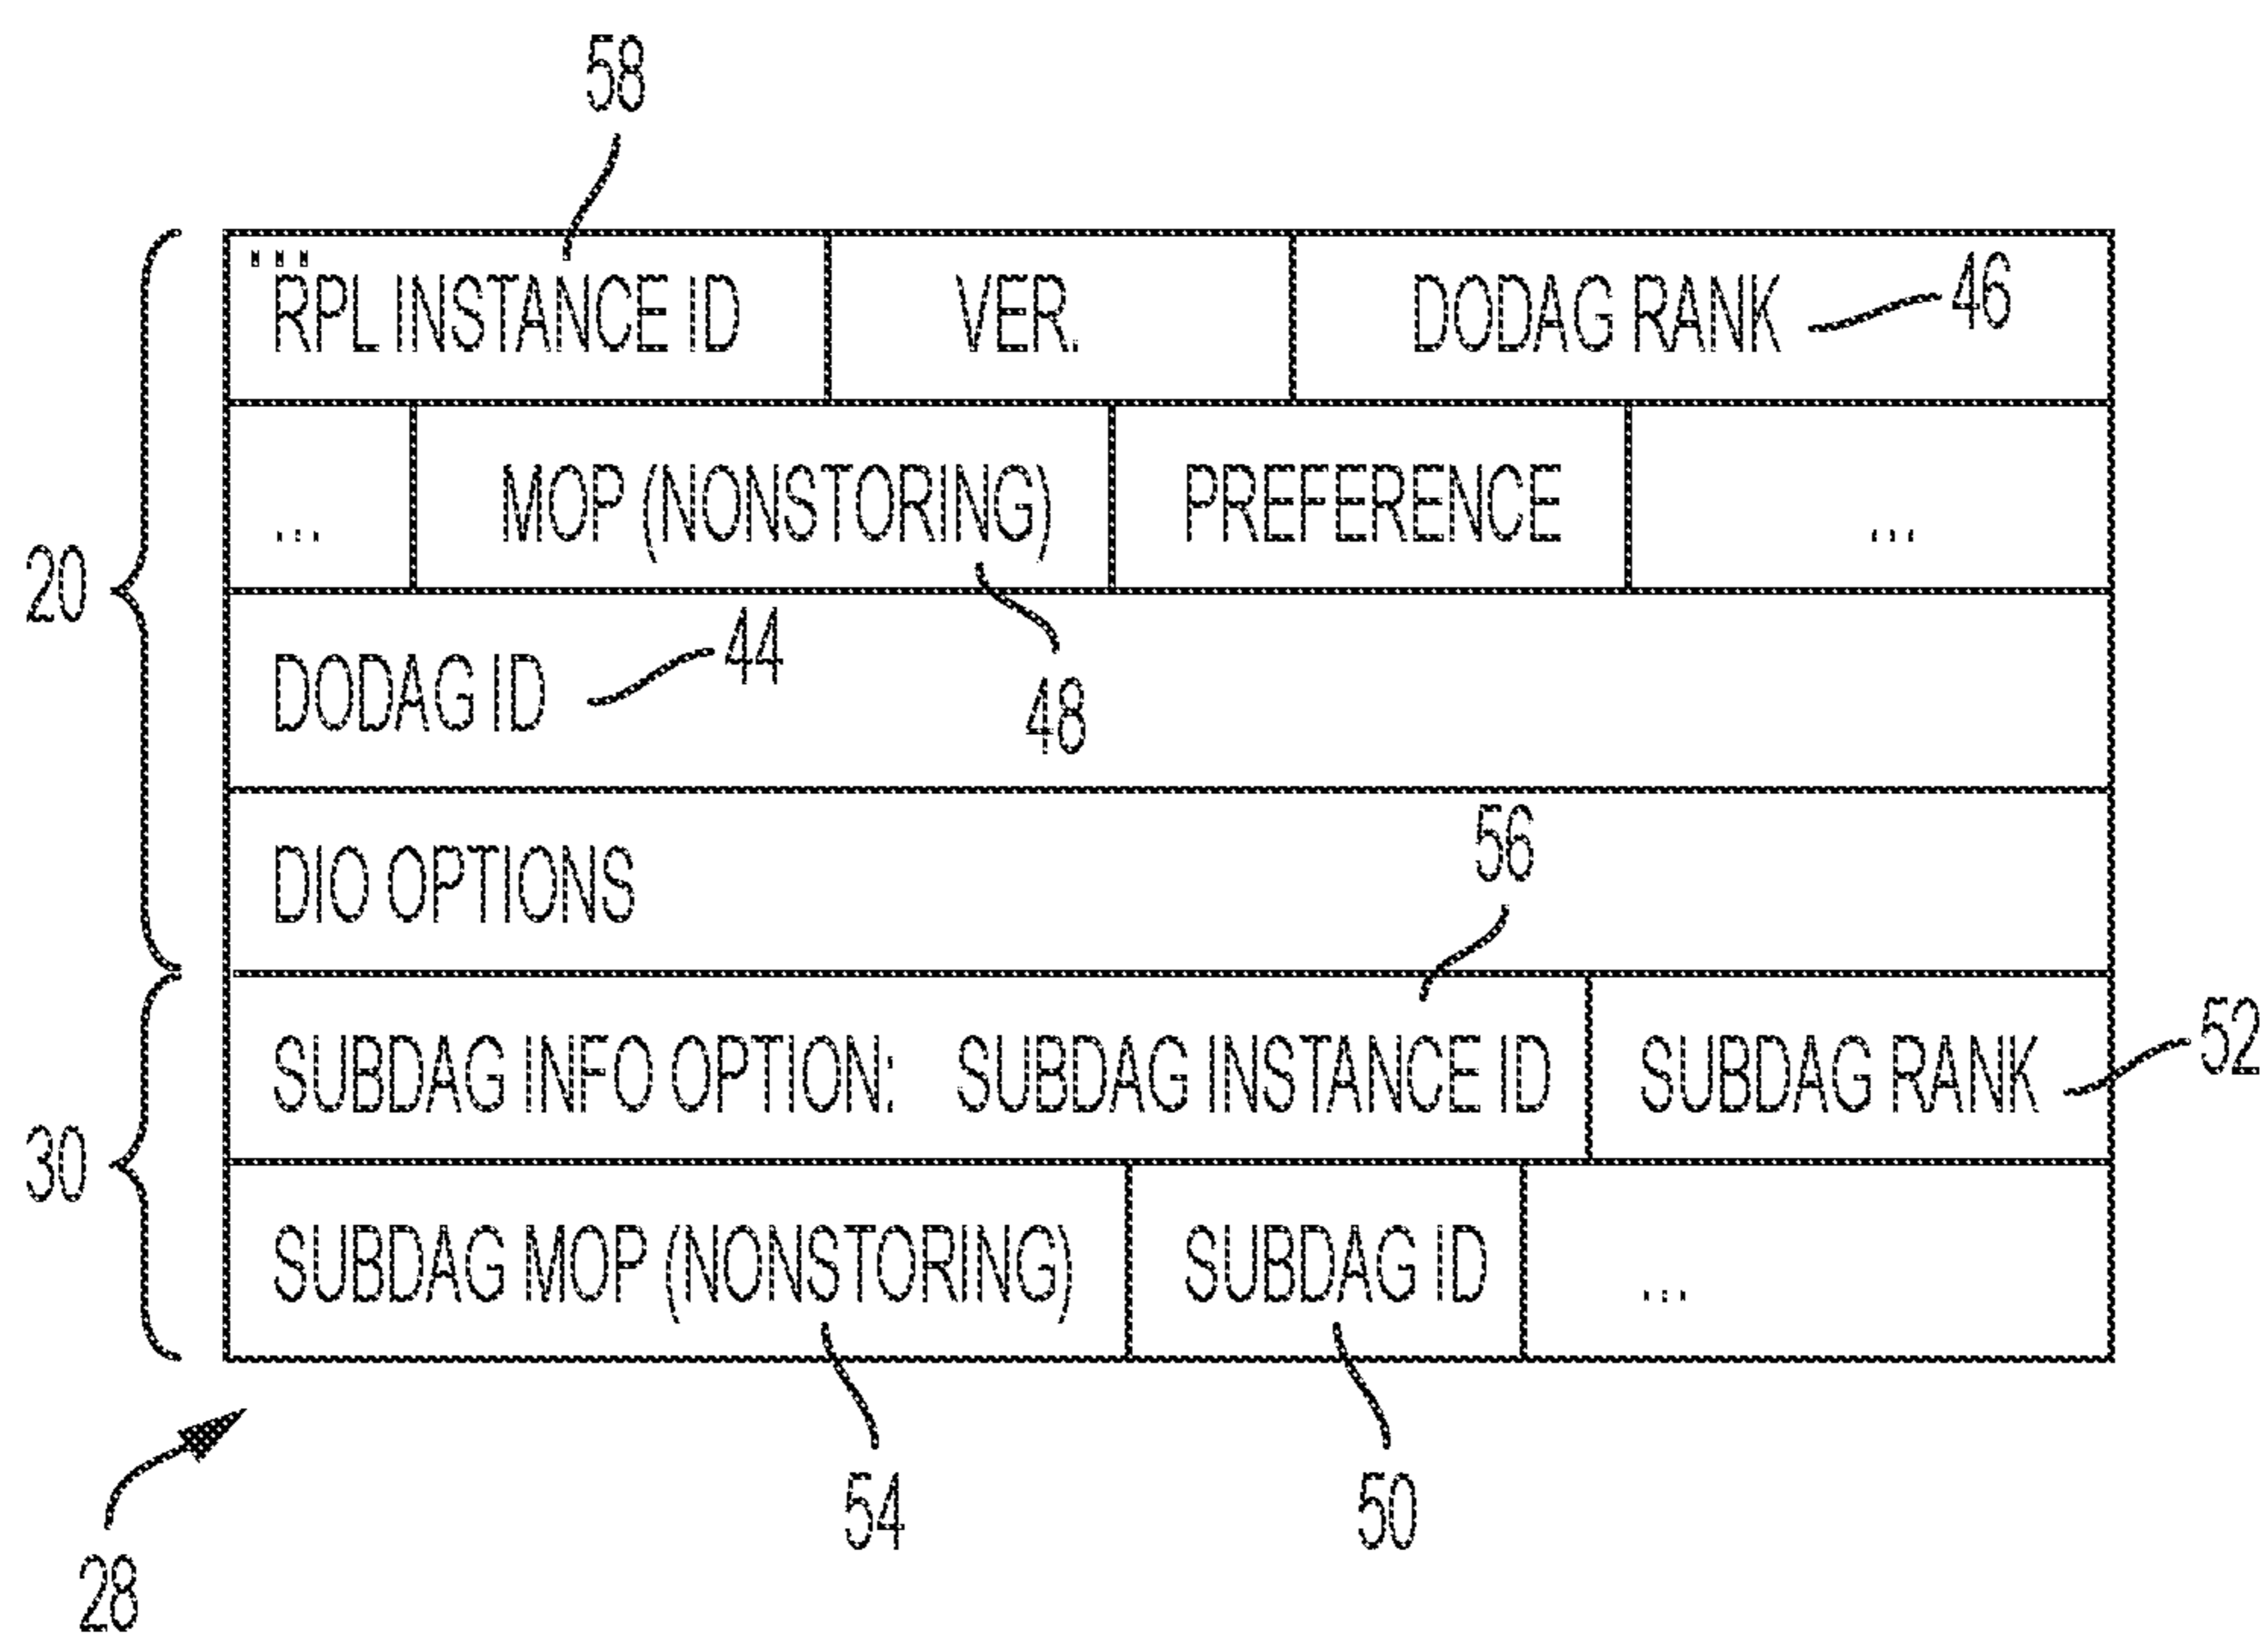 58
...
RPL INSTANCE ID VER. DODAG RANK 46
... MOP (NONSTORING) PREFERENCE ...
20
DODAG ID 44 48
DIO OPTIONS 56
SUBDAG INFO OPTION: SUBDAG INSTANCE ID SUBDAG RANK 52
30
SUBDAG MOP (NONSTORING) SUBDAG ID ...
54 50
28